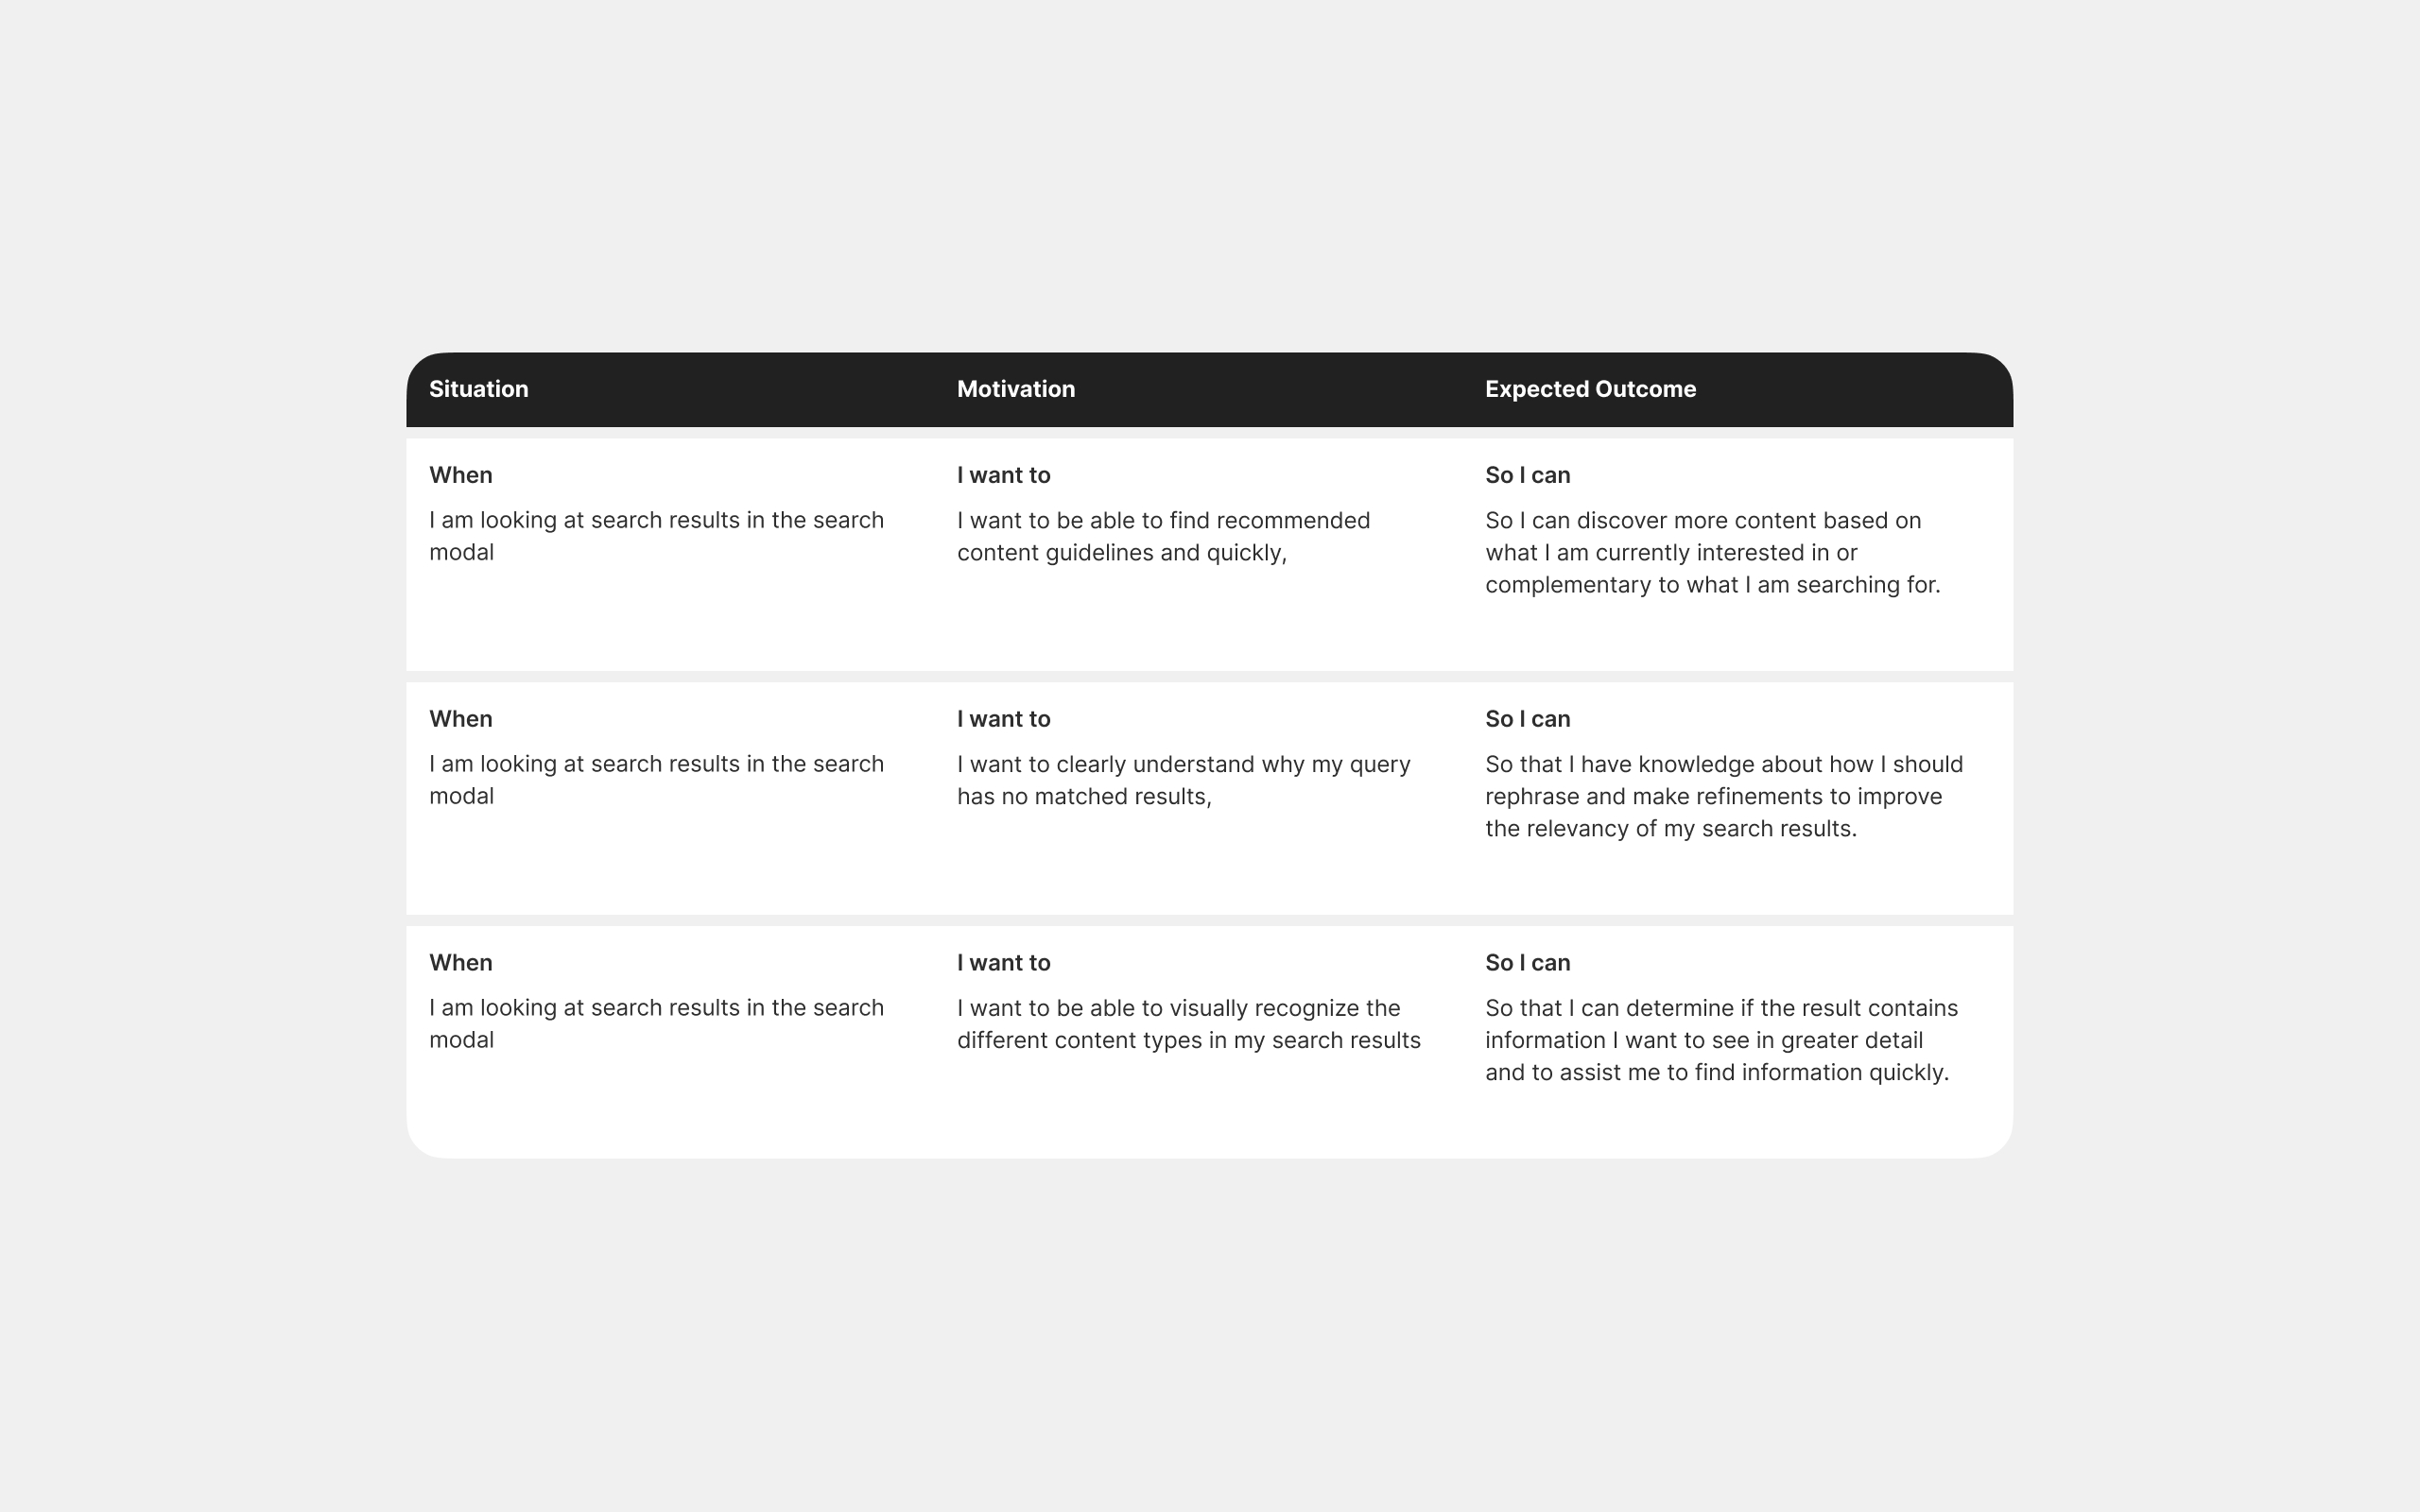 Situation
Motivation
Expected Outcome
When
I am looking at search results in the search
modal
I want to
I want to be able to find recommended
content guidelines and quickly,
So I can
So I can discover more content based on
what I am currently interested in or
complementary to what I am searching for.
When
I am looking at search results in the search
modal
I want to
I want to clearly understand why my query
has no matched results,
So I can
So that I have knowledge about how I should
rephrase and make refinements to improve
the relevancy of my search results.
When
I am looking at search results in the search
modal
I want to
I want to be able to visually recognize the
different content types in my search results
So I can
So that I can determine if the result contains
information I want to see in greater detail
and to assist me to find information quickly.